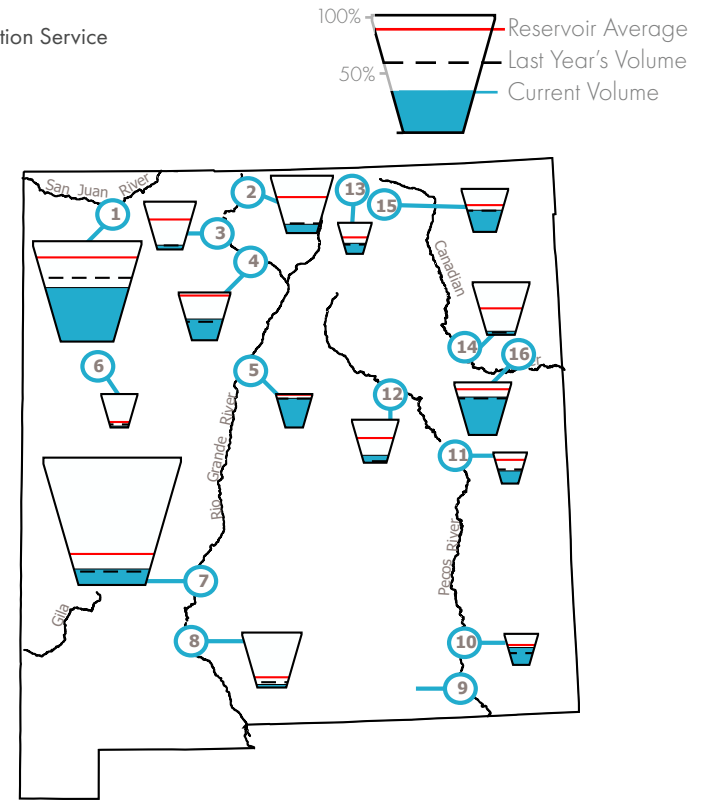 100%
tion Service
Reservoir Average
Last Year's Volume
50%
Current Volume
San Juan River
1
2
13
15
3
4
Canadian
14
16
er
6
5
12
Rio Grande River
11
Pecos River
7
Gila
8
10
9